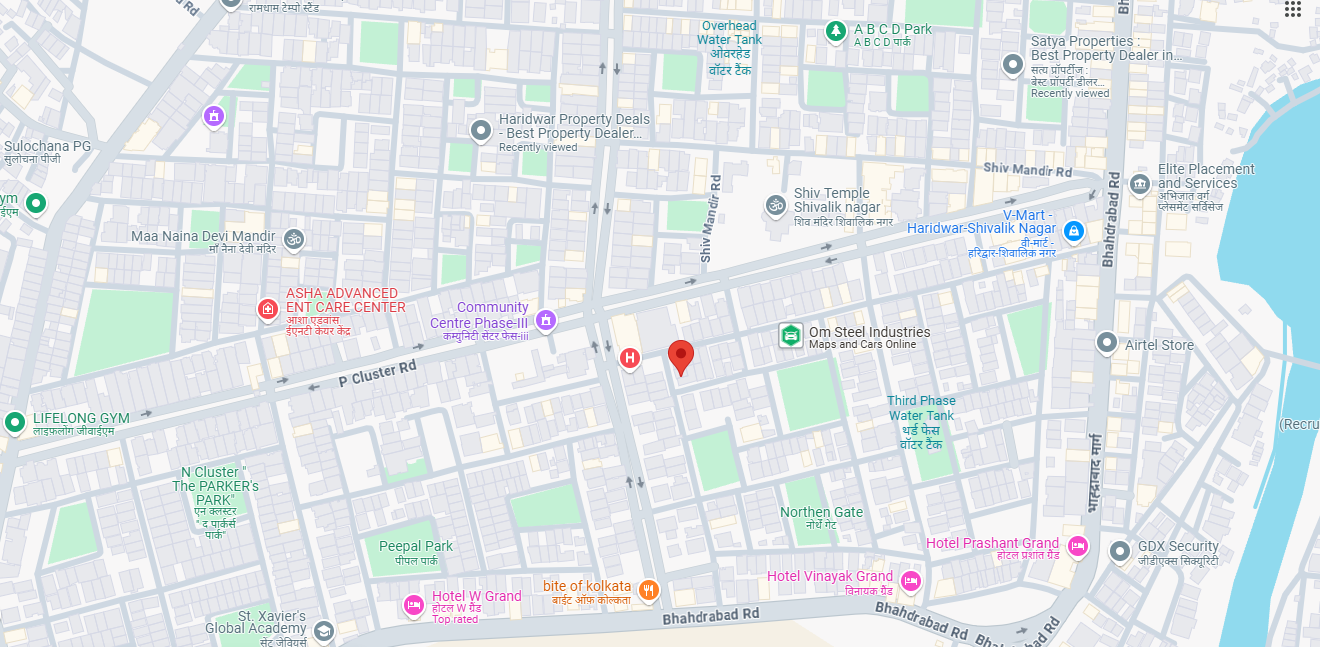 Rd
रामधाम टेम्पो स्टैंड
Overhead
Water Tank
ओवरहेड
वॉटर टैंक
A B C D Park
A B C D पार्क
Satya Properties :
Best Property Dealer in...
सत्य प्रॉपर्टीज :
बेस्ट प्रॉपर्टी डीलर...
Recently viewed
Haridwar Property Deals
- Best Property Dealer...
Recently viewed
Sulochana PG
सुलोचना पीजी
Shiv Mandir Rd
Elite Placement
and Services
अभिजात वर्ग
प्लेसमेंट सर्विसेज
Bhahdrabad Rd
Shiv Mandir Rd
Shiv Temple
Shivalik nagar
शिव मंदिर शिवालिक नगर
V-Mart -
Haridwar-Shivalik Nagar
वी-मार्ट -
हरिद्वार-शिवालिक नगर
Maa Naina Devi Mandir
माँ नैना देवी मंदिर
ASHA ADVANCED
ENT CARE CENTER
आशा एडवांस
ईएनटी केयर केंद्र
Community
Centre Phase-III
कम्युनिटी सेंटर फेस-iii
Om Steel Industries
Maps and Cars Online
Airtel Store
H
P Cluster Rd
LIFELONG GYM
लाइफलोंग जीवाईएम
Third Phase
Water Tank
थर्ड फेस
वॉटर टैंक
(Recru
N Cluster "
The PARKER's
PARK"
एन क्लस्टर
" द पार्कर्स
पार्क"
भाहद्राबाद मार्ग
Northen Gate
नोर्थे गेट
Peepal Park
पीपल पार्क
Hotel Prashant Grand
होटल प्रशांत ग्रैंड
GDX Security
जीडीएक्स सिक्यूरिटी
Hotel Vinayak Grand
विनायक ग्रैंड
bite of kolkata
बाईट ऑफ़ कोल्कता
Hotel W Grand
होटल W ग्रैंड
Top rated
St. Xavier's
Global Academy
सेंट जेवियर्स
Bhahdrabad Rd
Bhahdrabad Rd